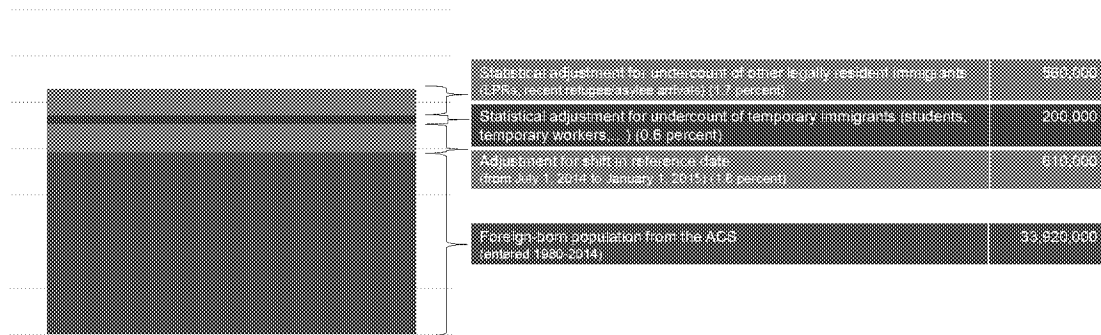 Statistical adjustment for undercount of other legally resident immigrants 560,000
(LPRs, recent refugee/asylee arrivals) (1.7 percent)
Statistical adjustment for undercount of temporary immigrants (students, 200,000
temporary workers... ) (0.6 percent)
Adjustment for shift in reference date 610,000
(from July 1, 2014 to January 1, 2015) (1.8 percent)
Foreign-born population from the ACS 33,920,000
(entered 1980-2014)